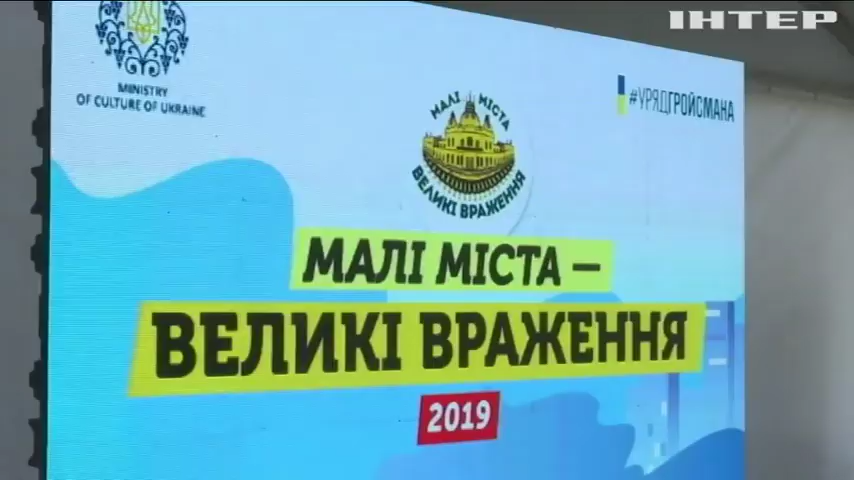 ІНТЕР
MINISTRY
OF CULTURE OF UKRAINE
#УРЯДГРОЙСМАНА
МАЛІ МІСТА
ВЕЛИКІ ВРАЖЕННЯ
МАЛІ МІСТА –
ВЕЛИКІ ВРАЖЕННЯ
2019